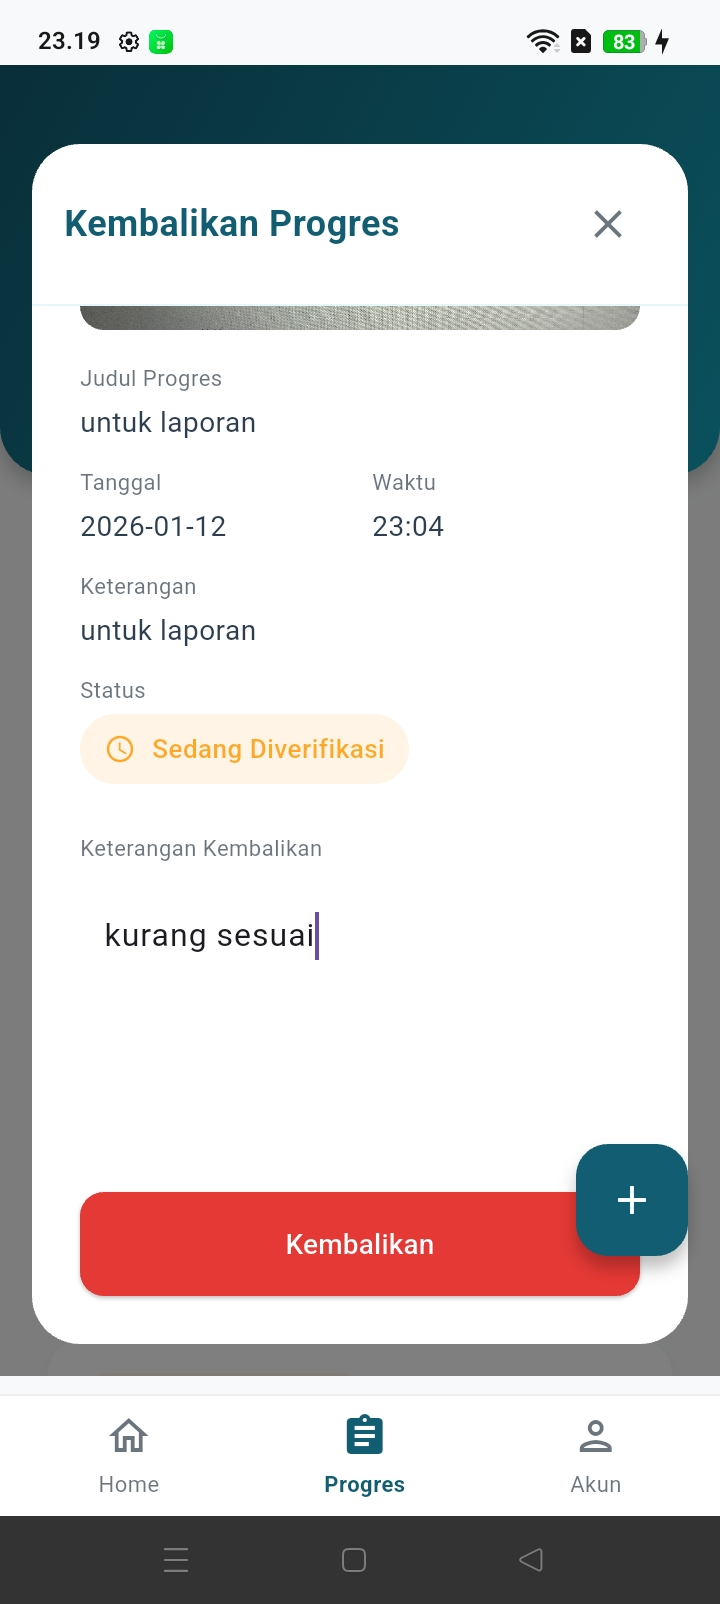 23.19
83
Kembalikan Progres
Judul Progres
untuk laporan
Tanggal
Waktu
2026-01-12
23:04
Keterangan
untuk laporan
Status
Sedang Diverifikasi
Keterangan Kembalikan
kurang sesuai
Kembalikan
Home
Progres
Akun